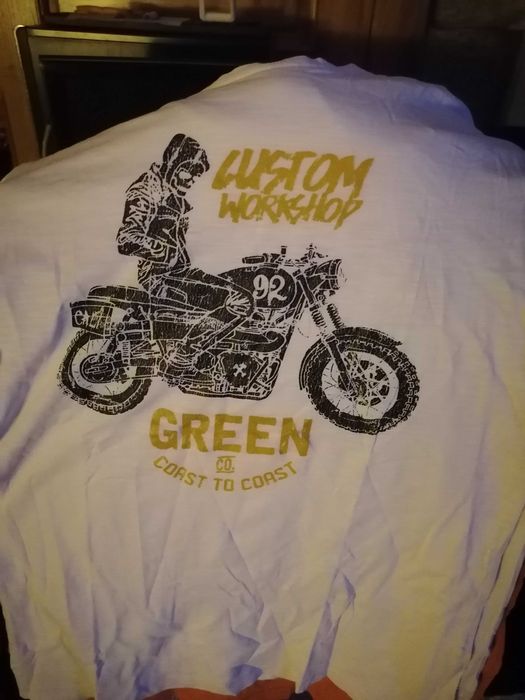 CUSTOM
WORKSHOP
92
GREEN
CO.
COAST TO COAST